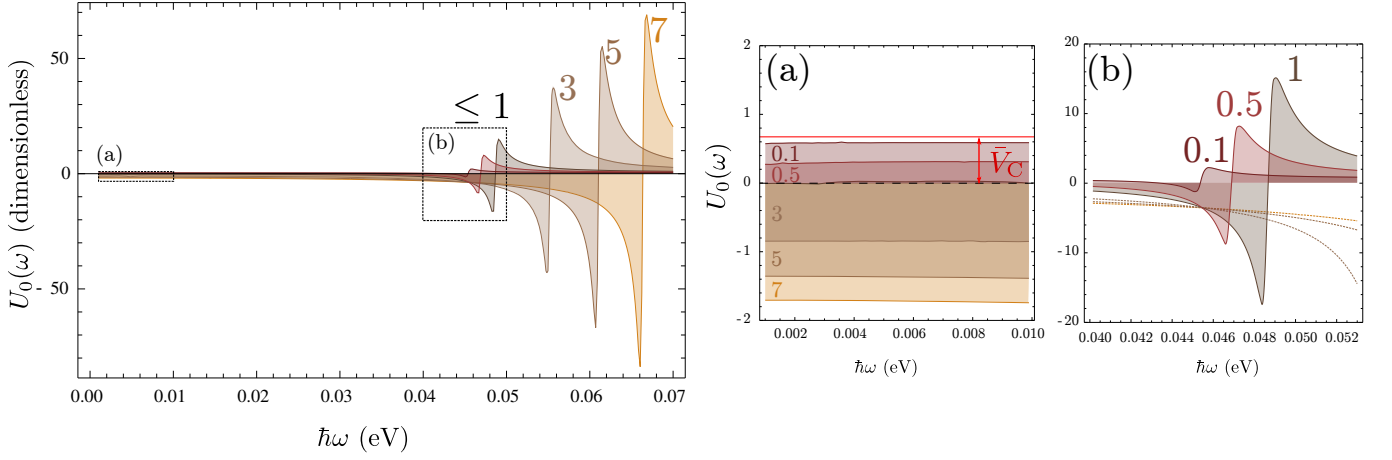 U₀(ω) (dimensionless)
50
0
-50
(a)
(b)
≤ 1
3
5
7
0.00 0.01 0.02 0.03 0.04 0.05 0.06 0.07
ħω (eV)
(a)
U₀(ω)
2
1
0
-1
-2
0.1
0.5
3
5
7
V̄_C
0.002 0.004 0.006 0.008 0.010
ħω (eV)
(b)
20
10
0
-10
-20
0.1
0.5
1
0.040 0.042 0.044 0.046 0.048 0.050 0.052
ħω (eV)